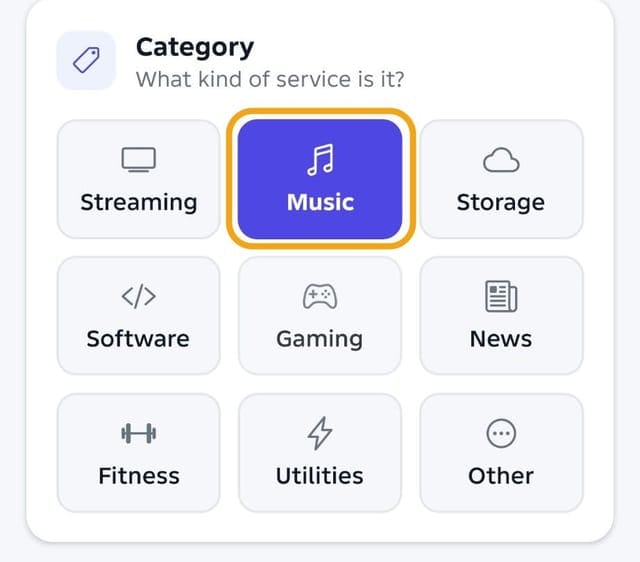 Category
What kind of service is it?
Streaming
Music
Storage
Software
Gaming
News
Fitness
Utilities
Other